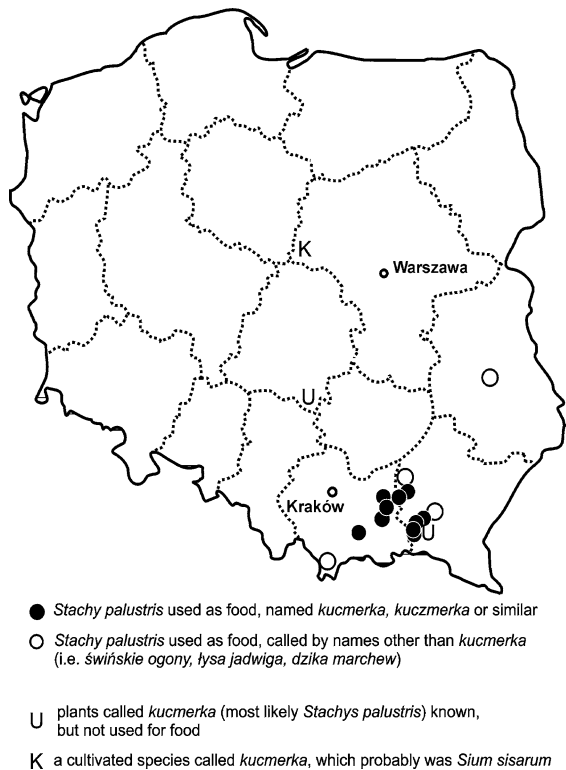 K
Warszawa
U
Kraków
U
Stachy palustris used as food, named kucmerka, kuczmerka or similar
Stachy palustris used as food, called by names other than kucmerka
(i.e. świńskie ogony, łysa jadwiga, dzika marchew)
U plants called kucmerka (most likely Stachys palustris) known,
but not used for food
K a cultivated species called kucmerka, which probably was Sium sisarum